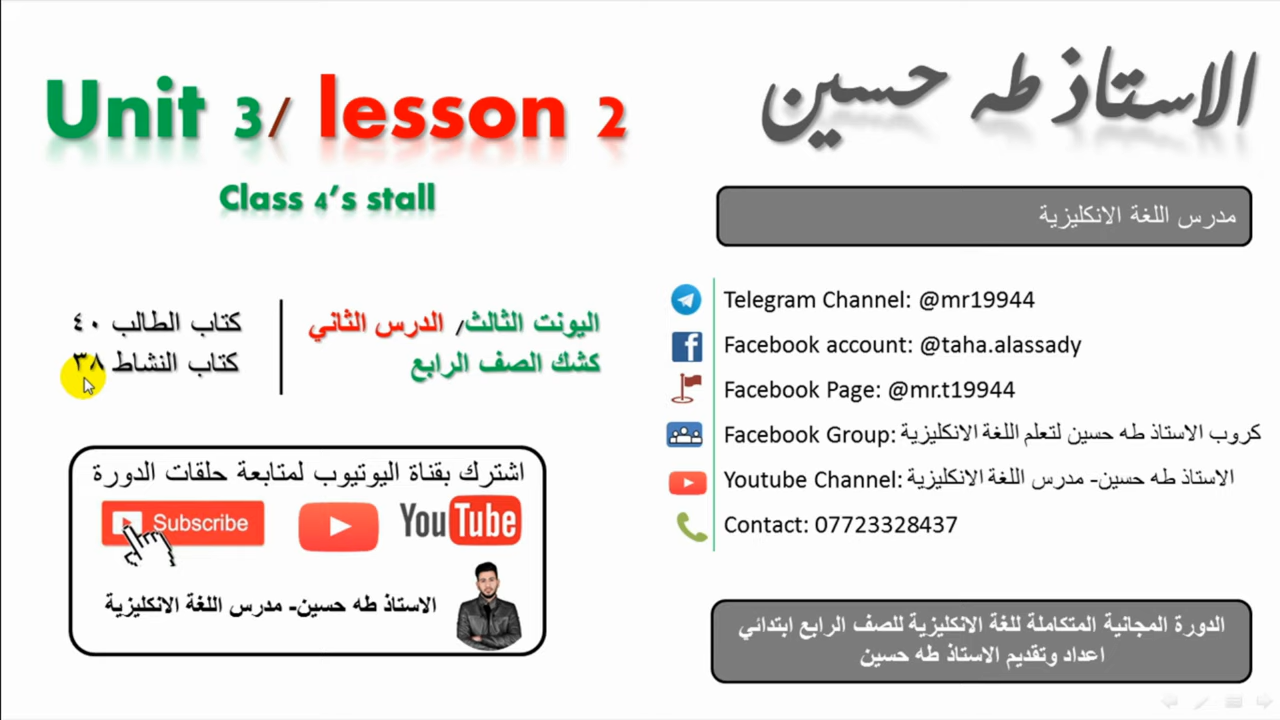 Unit 3/ lesson 2
Class 4's stall
اليونت الثالث/ الدرس الثاني
كشك الصف الرابع
كتاب الطالب ٤٠
كتاب النشاط ٣٨
اشترك بقناة اليوتيوب لمتابعة حلقات الدورة
Subscribe
YouTube
الاستاذ طه حسين- مدرس اللغة الانكليزية
الاستاذ طه حسين
مدرس اللغة الانكليزية
Telegram Channel: @mr19944
Facebook account: @taha.alassady
Facebook Page: @mr.t19944
Facebook Group: كروب الاستاذ طه حسين لتعلم اللغة الانكليزية
Youtube Channel: الاستاذ طه حسين- مدرس اللغة الانكليزية
Contact: 07723328437
الدورة المجانية المتكاملة للغة الانكليزية للصف الرابع ابتدائي
اعداد وتقديم الاستاذ طه حسين